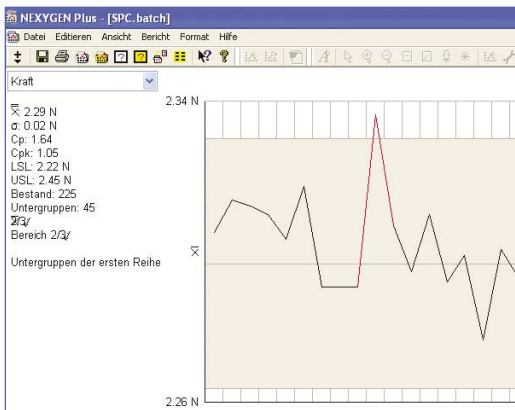 NEXYGEN Plus - [SPC.batch]
Datei Editieren Ansicht Bericht Format Hilfe
Kraft
X: 2.29 N
σ: 0.02 N
Cp: 1.64
Cpk: 1.05
LSL: 2.22 N
USL: 2.45 N
Bestand: 225
Untergruppen: 45
Bereich 2/3/
Untergruppen der ersten Reihe
2.34 N
X
2.26 N